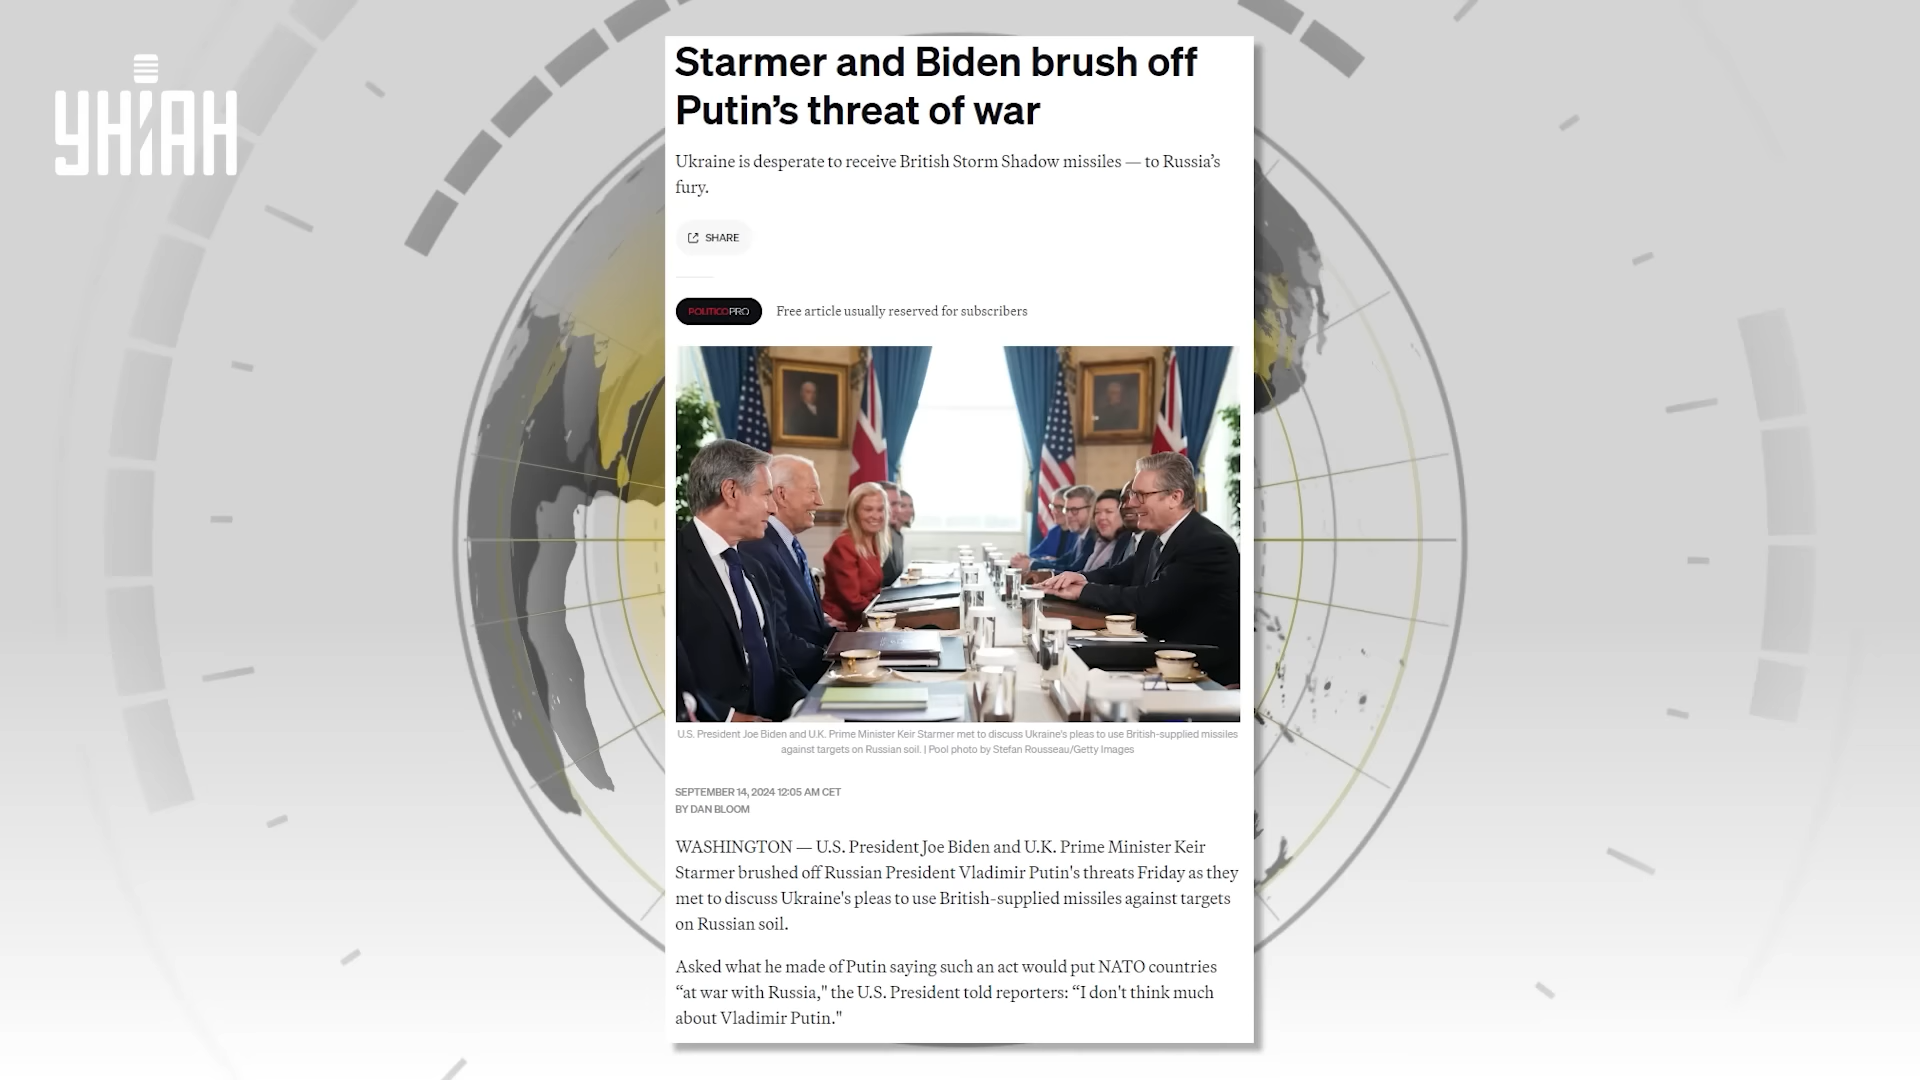 УНІАН
Starmer and Biden brush off
Putin’s threat of war
Ukraine is desperate to receive British Storm Shadow missiles — to Russia’s
fury.
SHARE
POLITICOPRO
Free article usually reserved for subscribers
U.S. President Joe Biden and U.K. Prime Minister Keir Starmer met to discuss Ukraine's pleas to use British-supplied missiles
against targets on Russian soil. | Pool photo by Stefan Rousseau/Getty Images
SEPTEMBER 14, 2024 12:05 AM CET
BY DAN BLOOM
WASHINGTON — U.S. President Joe Biden and U.K. Prime Minister Keir
Starmer brushed off Russian President Vladimir Putin's threats Friday as they
met to discuss Ukraine's pleas to use British-supplied missiles against targets
on Russian soil.
Asked what he made of Putin saying such an act would put NATO countries
“at war with Russia," the U.S. President told reporters: “I don't think much
about Vladimir Putin."